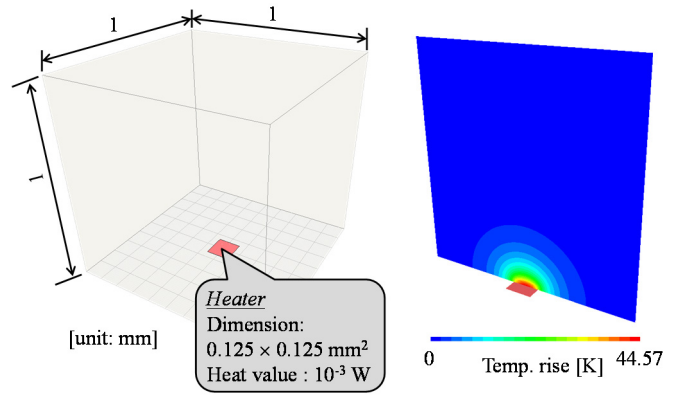 1
1
1
[unit: mm]
Heater
Dimension:
0.125 × 0.125 mm²
Heat value : 10⁻³ W
0
Temp. rise [K]
44.57